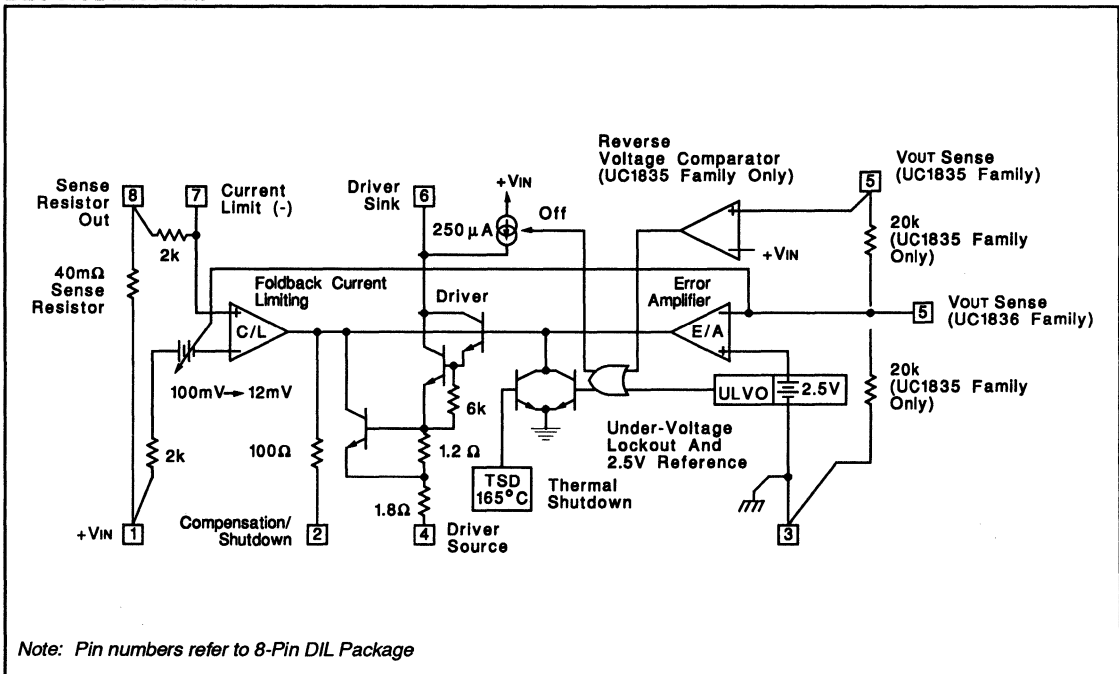 Reverse
Voltage Comparator
(UC1835 Family Only)
VOUT Sense
(UC1835 Family)
5
Sense
Resistor
Out
8
7
Current
Limit (-)
Driver
Sink
6
+VIN
Off
250 µA
+
+VIN
2k
20k
(UC1835 Family
Only)
40mΩ
Sense
Resistor
Foldback Current
Limiting
Driver
Error
Amplifier
+
C/L
−
−
E/A
+
5
VOUT Sense
(UC1836 Family)
100mV→12mV
6k
ULVO
2.5V
20k
(UC1835 Family
Only)
2k
100Ω
1.2 Ω
Under-Voltage
Lockout And
2.5V Reference
TSD
165°C
Thermal
Shutdown
1.8Ω
+VIN
1
Compensation/
Shutdown
2
4
Driver
Source
3
Note: Pin numbers refer to 8-Pin DIL Package